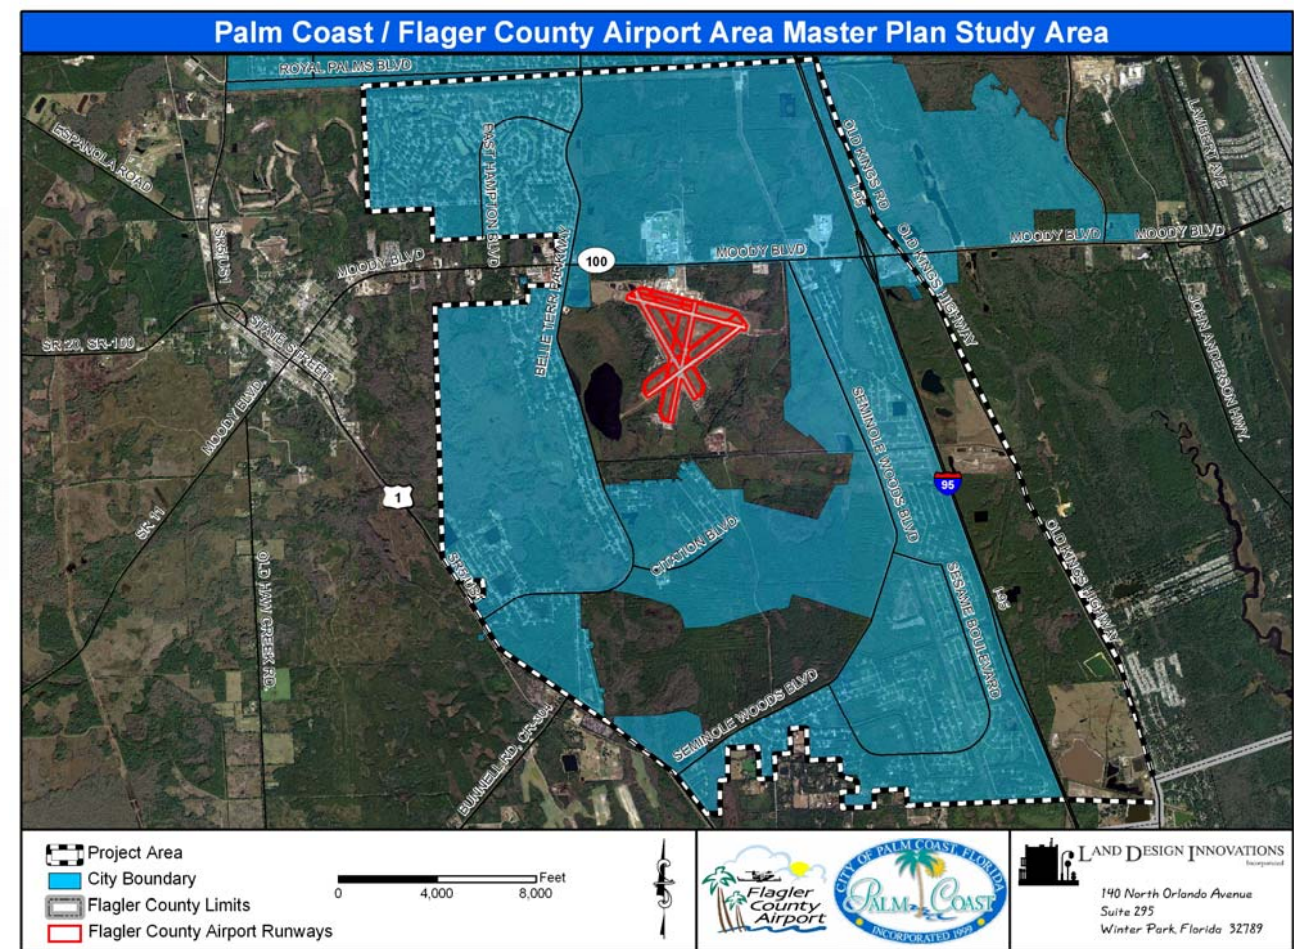 Palm Coast / Flager County Airport Area Master Plan Study Area
ROYAL PALMS BLVD
ESPANOLA ROAD
EAST HAMPTON BLVD
OLD KINGS RD
I-95
LAMBERT AVE
SR5/US1
MOODY BLVD
BELLE TERR PARKWAY
100
MOODY BLVD
OLD KINGS HIGHWAY
MOODY BLVD
MOODY BLVD
JOHN ANDERSON HWY.
SR 20, SR-100
STATE STREET
MOODY BLVD
SEMINOLE WOODS BLVD
1
95
SR 11
OLD HAW CREEK RD.
SR5/US1
CITATION BLVD.
SESAME BOULEVARD
I-95
OLD KINGS HIGHWAY
SEMINOLE WOODS BLVD
BUNNELL RD, CR-304
Project Area
City Boundary
Flagler County Limits
Flagler County Airport Runways
Feet
0 4,000 8,000
Flagler
County
Airport
CITY OF PALM COAST, FLORIDA
PALM COAST
INCORPORATED 1999
LAND DESIGN INNOVATIONS
Incorporated
140 North Orlando Avenue
Suite 295
Winter Park, Florida 32789